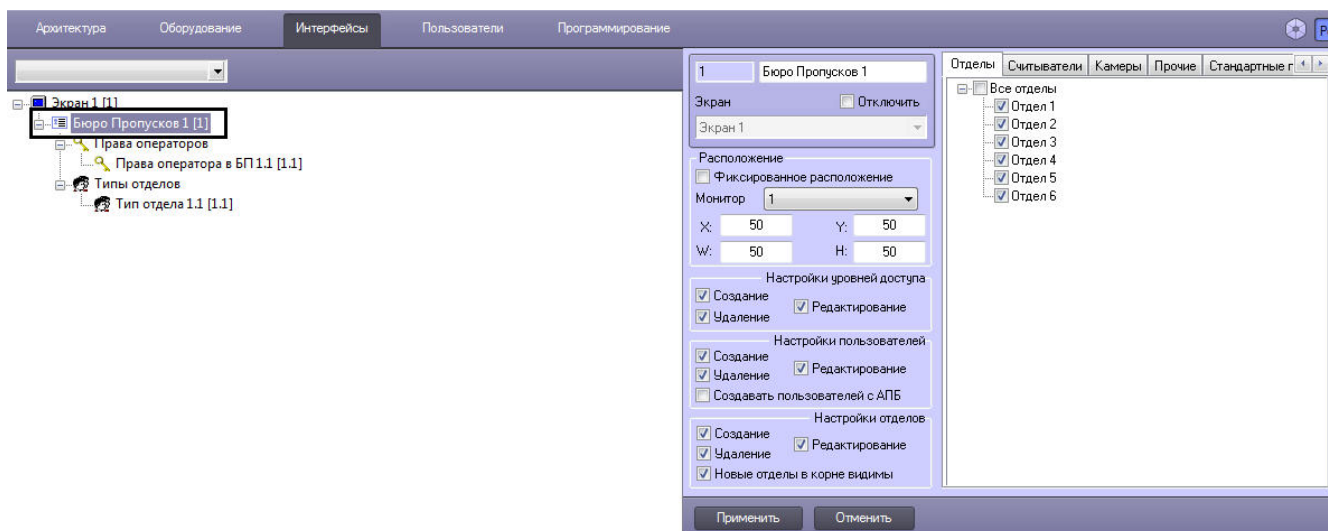 Архитектура Оборудование Интерфейсы Пользователи Программирование
Экран 1 [1]
Бюро Пропусков 1 [1]
Права операторов
Права оператора в БП 1.1 [1.1]
Типы отделов
Тип отдела 1.1 [1.1]
1 Бюро Пропусков 1
Экран Отключить
Экран 1
Расположение
Фиксированное расположение
Монитор 1
X: 50 Y: 50
W: 50 H: 50
Настройки уровней доступа
Создание
Редактирование
Удаление
Настройки пользователей
Создание
Редактирование
Удаление
Создавать пользователей с АПБ
Настройки отделов
Создание
Редактирование
Удаление
Новые отделы в корне видимы
Отделы Считыватели Камеры Прочие Стандартные г
Все отделы
Отдел 1
Отдел 2
Отдел 3
Отдел 4
Отдел 5
Отдел 6
Применить Отменить